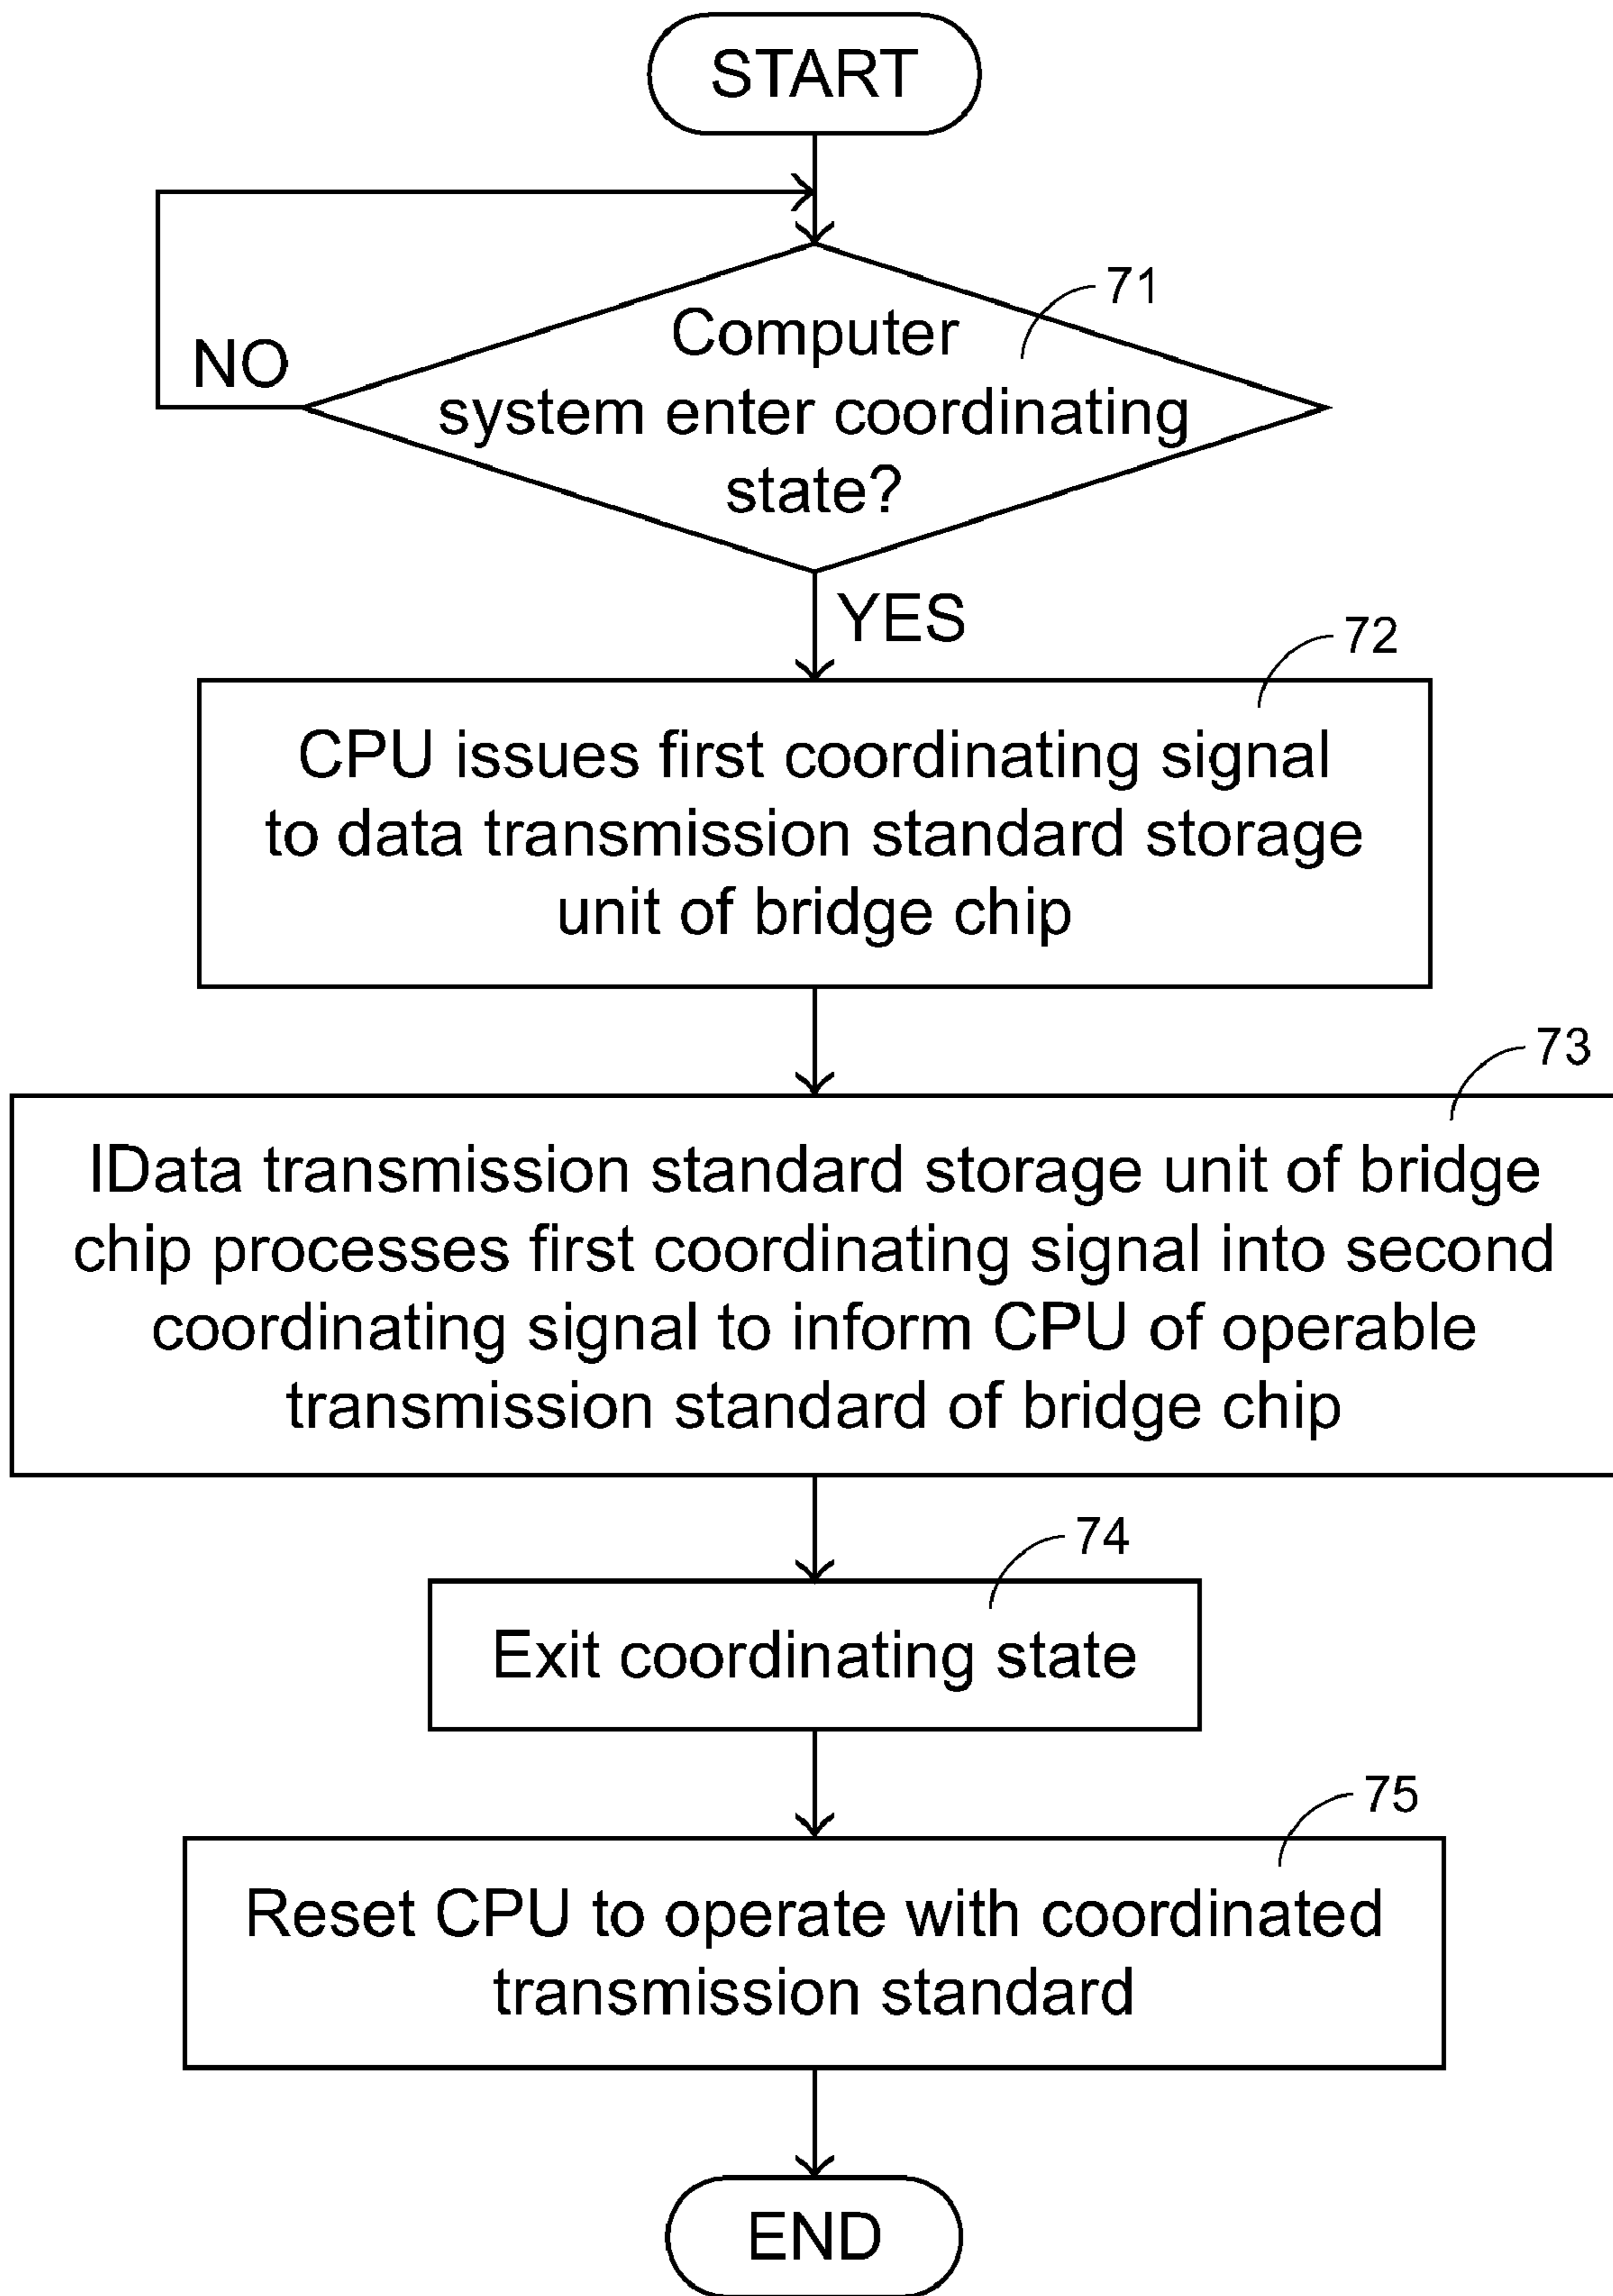 START
71
Computer
NO
system enter coordinating
state?
YES
72
CPU issues first coordinating signal
to data transmission standard storage
unit of bridge chip
73
IData transmission standard storage unit of bridge
chip processes first coordinating signal into second
coordinating signal to inform CPU of operable
transmission standard of bridge chip
74
Exit coordinating state
75
Reset CPU to operate with coordinated
transmission standard
END